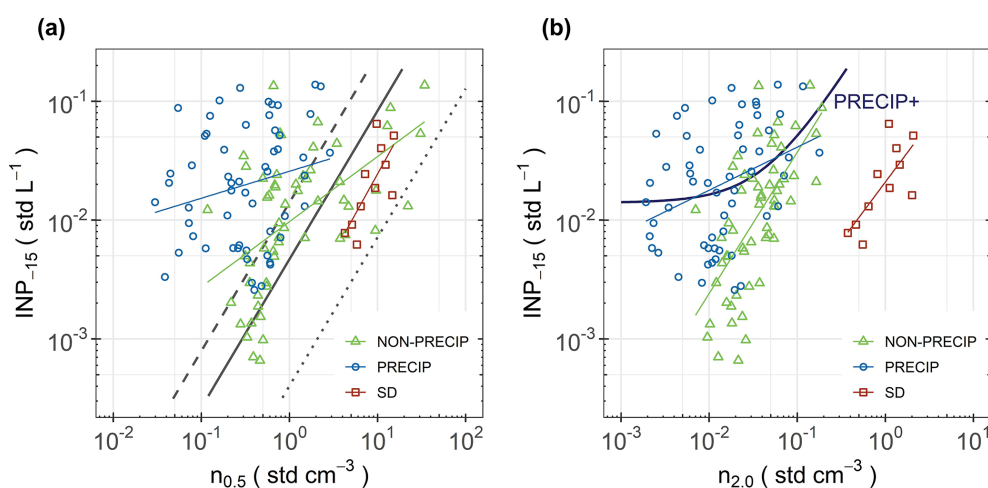 (a)
INP₋₁₅ ( std L⁻¹ )
10⁻¹
10⁻²
10⁻³
NON-PRECIP
PRECIP
SD
10⁻² 10⁻¹ 10⁰ 10¹ 10²
n₀.₅ ( std cm⁻³ )
(b)
INP₋₁₅ ( std L⁻¹ )
10⁻¹
10⁻²
10⁻³
PRECIP+
NON-PRECIP
PRECIP
SD
10⁻³ 10⁻² 10⁻¹ 10⁰ 10¹
n₂.₀ ( std cm⁻³ )